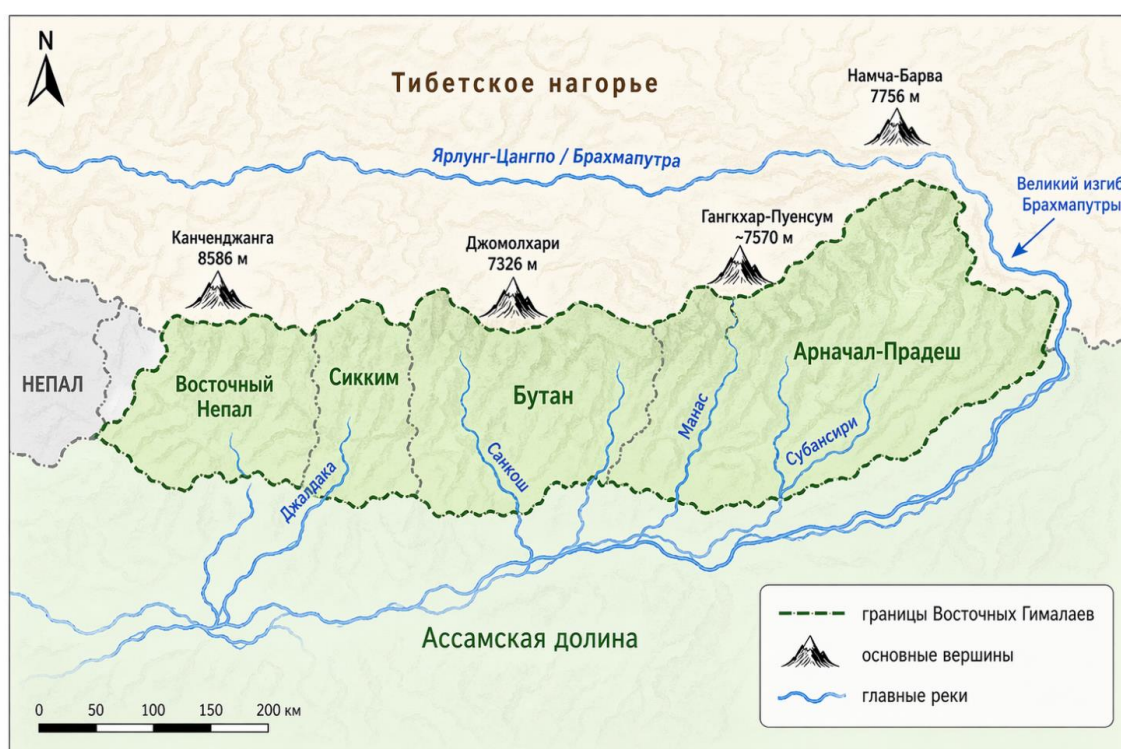 N
Тибетское нагорье
Намча-Барва
7756 м
Ярлунг-Цангпо / Брахмапутра
Великий изгиб
Брахмапутры
Гангкхар-Пуенсум
~7570 м
Канченджанга
8586 м
Джомолхари
7326 м
НЕПАЛ
Восточный
Непал
Сикким
Бутан
Арначал-Прадеш
Манас
Субансири
Санкош
Джалдака
Ассамская долина
границы Восточных Гималаев
основные вершины
главные реки
0 50 100 150 200 км